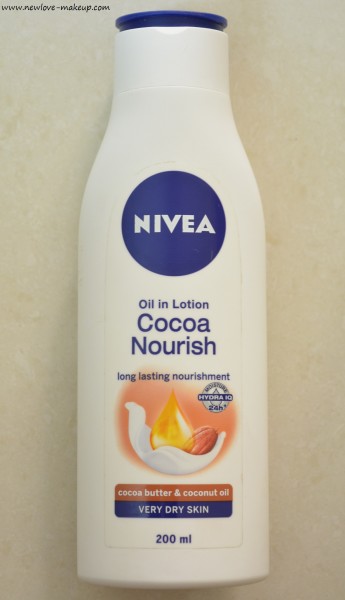 www.newlove-makeup.com
NIVEA
Oil in Lotion
Cocoa
Nourish
long lasting nourishment
MOISTURE
HYDRA IQ
24h+
cocoa butter & coconut oil
VERY DRY SKIN
200 ml